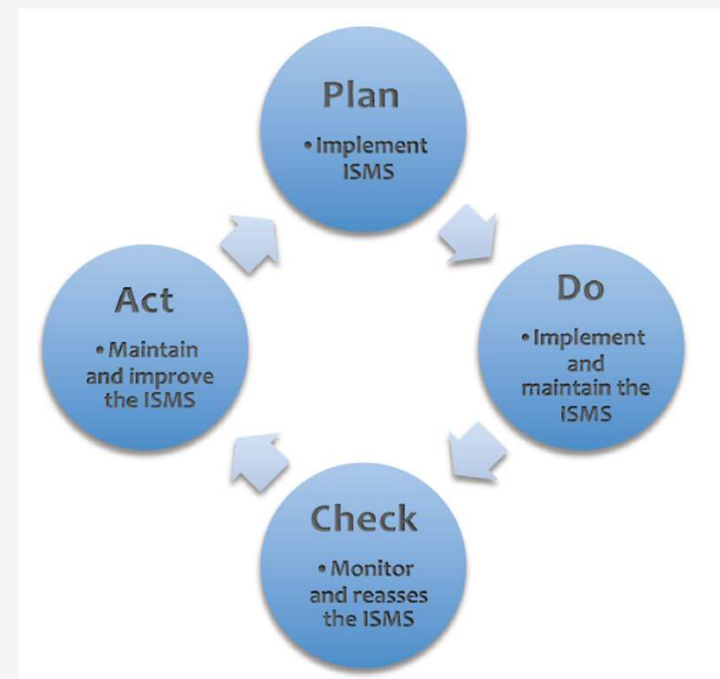 Plan
• Implement
ISMS
Do
• Implement
and
maintain the
ISMS
Check
• Monitor
and reasses
the ISMS
Act
• Maintain
and improve
the ISMS